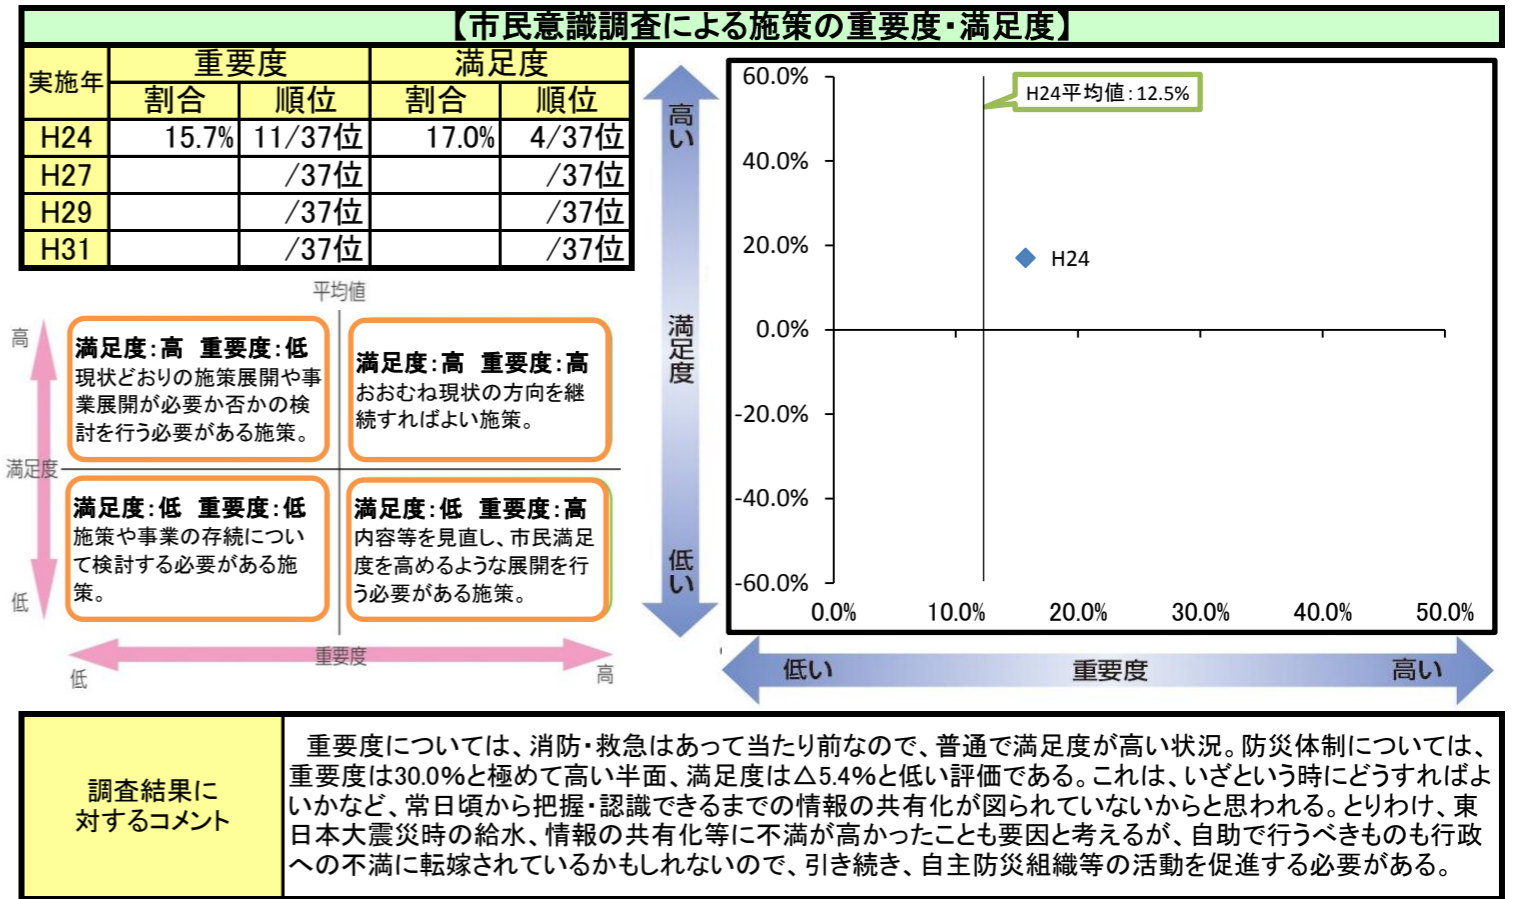 【市民意識調査による施策の重要度・満足度】
実施年 重要度 満足度
割合 順位 割合 順位
H24 15.7% 11/37位 17.0% 4/37位
H27 /37位 /37位
H29 /37位 /37位
H31 /37位 /37位
平均値
高
満足度:高 重要度:低
現状どおりの施策展開や事
業展開が必要か否かの検
討を行う必要がある施策。
満足度:高 重要度:高
おおむね現状の方向を継
続すればよい施策。
満足度
満足度:低 重要度:低
施策や事業の存続につい
て検討する必要がある施
策。
満足度:低 重要度:高
内容等を見直し、市民満足
度を高めるような展開を行
う必要がある施策。
低
重要度
低
高
高い
満足度
低い
60.0%
40.0%
20.0%
0.0%
-20.0%
-40.0%
-60.0%
H24平均値:12.5%
H24
0.0% 10.0% 20.0% 30.0% 40.0% 50.0%
低い 重要度 高い
調査結果に
対するコメント
重要度については、消防・救急はあって当たり前なので、普通で満足度が高い状況。防災体制については、
重要度は30.0%と極めて高い半面、満足度は△5.4%と低い評価である。これは、いざという時にどうすればよ
いかなど、常日頃から把握・認識できるまでの情報の共有化が図られていないからと思われる。とりわけ、東
日本大震災時の給水、情報の共有化等に不満が高かったことも要因と考えるが、自助で行うべきものも行政
への不満に転嫁されているかもしれないので、引き続き、自主防災組織等の活動を促進する必要がある。